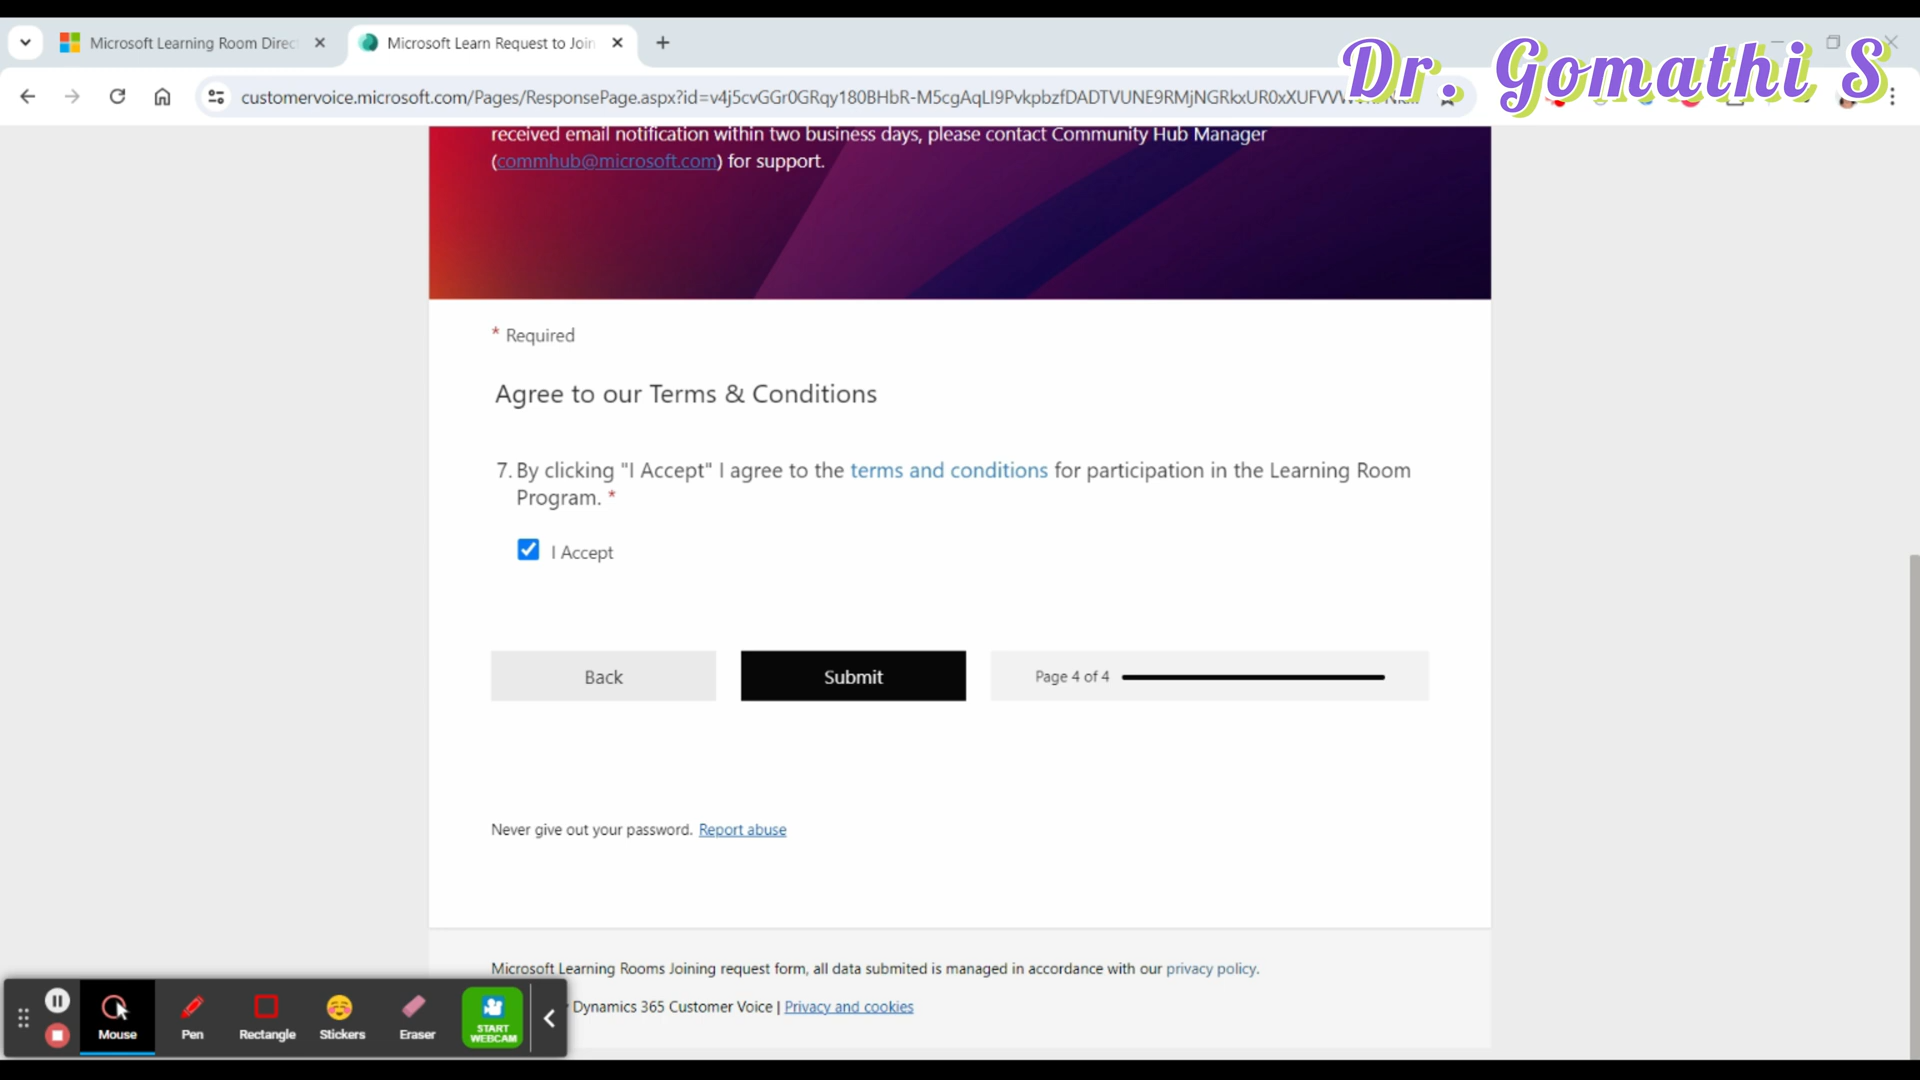 Microsoft Learning Room Direc
Microsoft Learn Request to Join
Dr. Gomathi S
customervoice.microsoft.com/Pages/ResponsePage.aspx?id=v4j5cvGGr0GRqy180BHbR-M5cgAqLI9PvkpbzfDADTVUNE9RMjNGRkxUR0xXUFVV
received email notification within two business days, please contact Community Hub Manager
(commhub@microsoft.com) for support.
* Required
Agree to our Terms & Conditions
7. By clicking "I Accept" I agree to the terms and conditions for participation in the Learning Room
Program. *
I Accept
Back
Submit
Page 4 of 4
Never give out your password. Report abuse
Microsoft Learning Rooms Joining request form, all data submited is managed in accordance with our privacy policy.
Dynamics 365 Customer Voice | Privacy and cookies
Mouse
Pen
Rectangle
Stickers
Eraser
START
WEBCAM